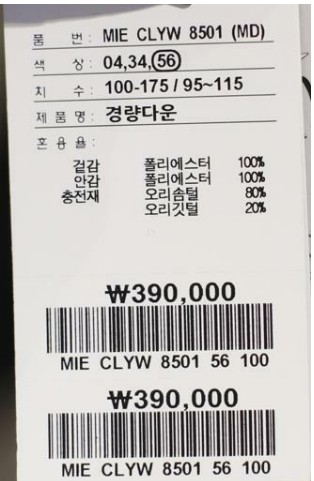 품 번: MIE CLYW 8501 (MD)
색 상: 04,34,56
치 수: 100-175 / 95~115
제 품 명: 경량다운
혼 용 율:
겉감 폴리에스터 100%
안감 폴리에스터 100%
충전재 오리솜털 80%
오리깃털 20%
₩390,000
MIE CLYW 8501 56 100
₩390,000
MIE CLYW 8501 56 100